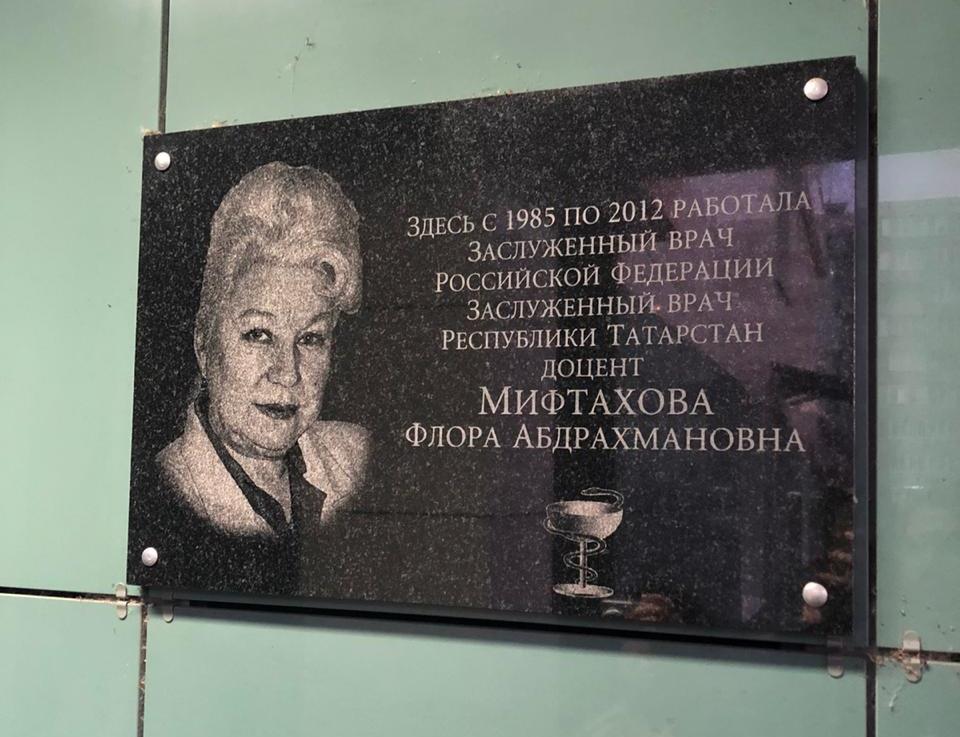 Здесь с 1985 по 2012 работала
Заслуженный врач
Российской Федерации
Заслуженный врач
Республики Татарстан
доцент
Мифтахова
Флора Абдрахмановна